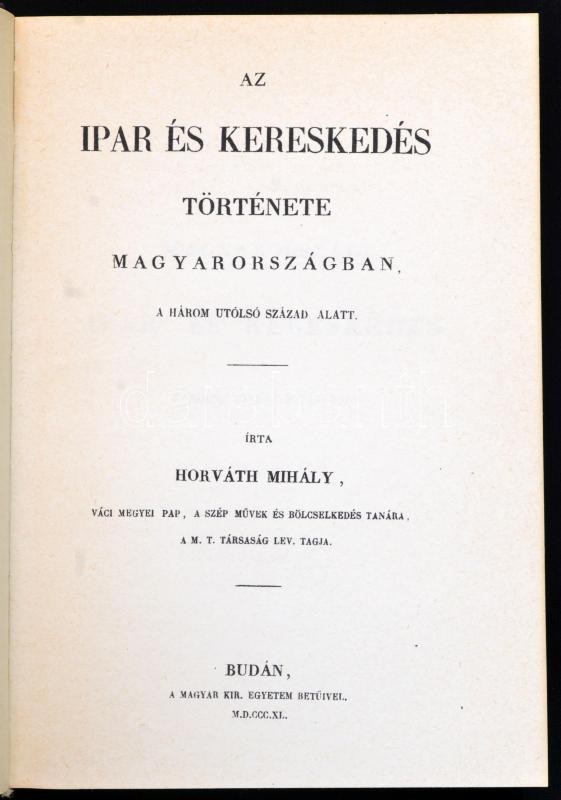 AZ
IPAR ÉS KERESKEDÉS
TÖRTÉNETE
MAGYARORSZÁGBAN,
A HÁROM UTÓLSÓ SZÁZAD ALATT.
ÍRTA
HORVÁTH MIHÁLY,
VÁCI MEGYEI PAP, A SZÉP MŰVEK ÉS BÖLCSELKEDÉS TANÁRA,
A M. T. TÁRSASÁG LEV. TAGJA.
BUDÁN,
A MAGYAR KIR. EGYETEM BETŰIVEL.
M.D.CCC.XL.
darabanth